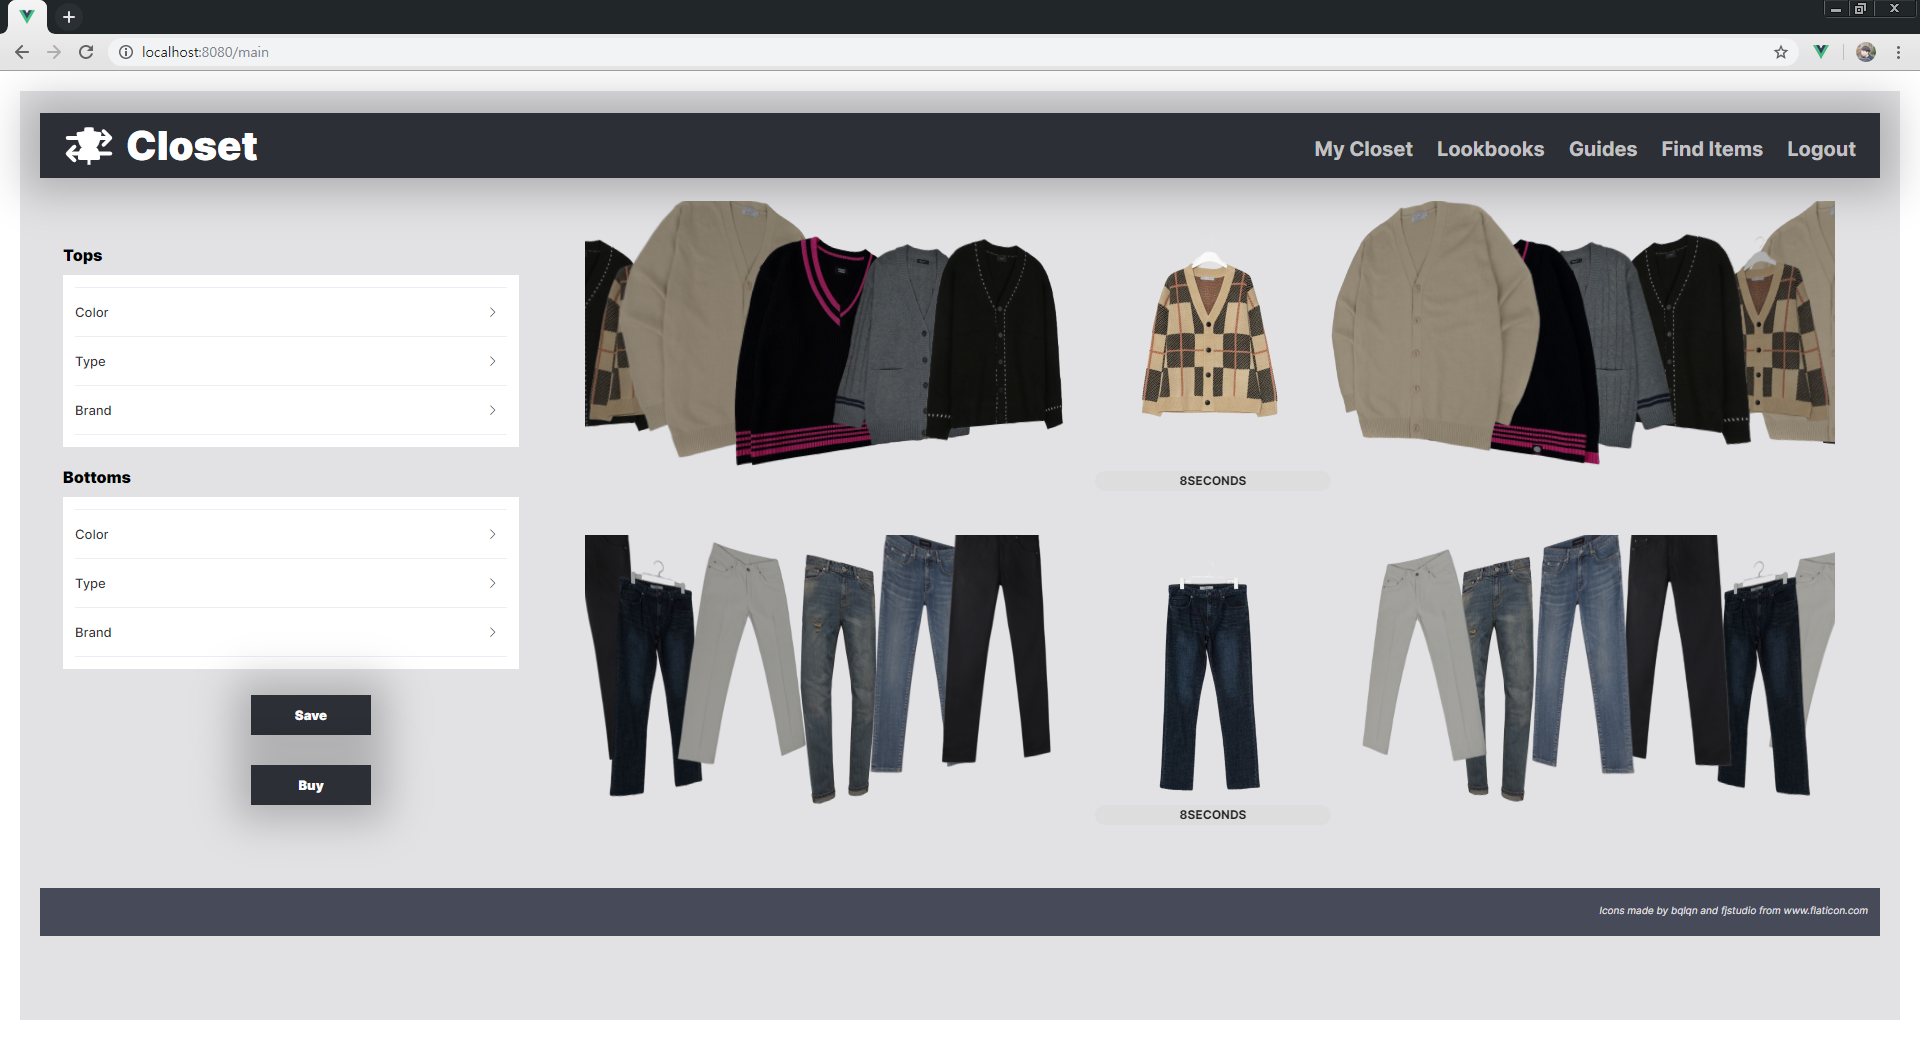 localhost:8080/main
Closet
My Closet Lookbooks Guides Find Items Logout
Tops
Color
Type
Brand
8SECONDS
Bottoms
Color
Type
Brand
Save
Buy
8SECONDS
Icons made by bqlqn and fjstudio from www.flaticon.com